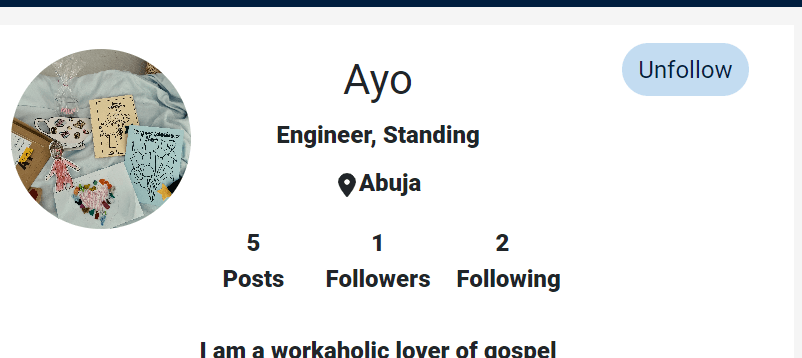 Ayo
Unfollow
Engineer, Standing
Abuja
5 1 2
Posts Followers Following
I am a workaholic lover of gospel